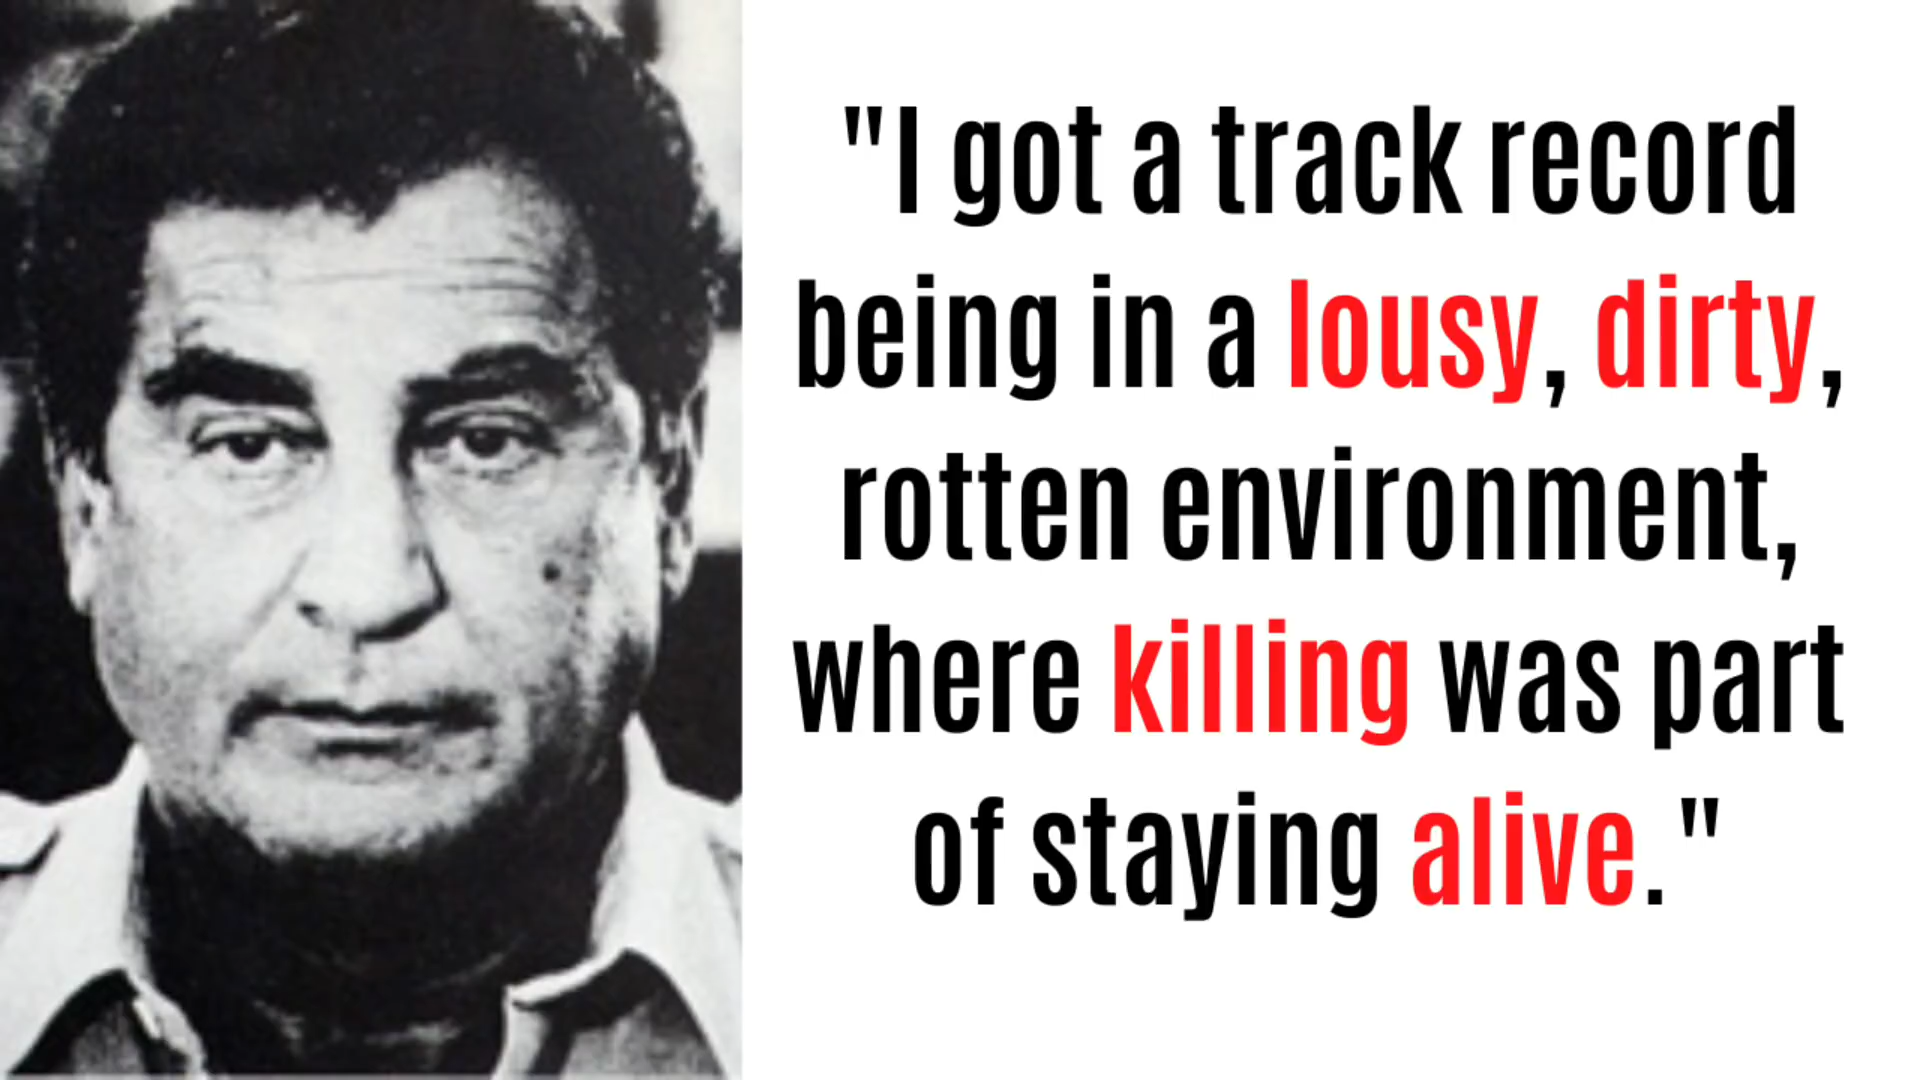 "I got a track record
being in a lousy, dirty,
rotten environment,
where killing was part
of staying alive."